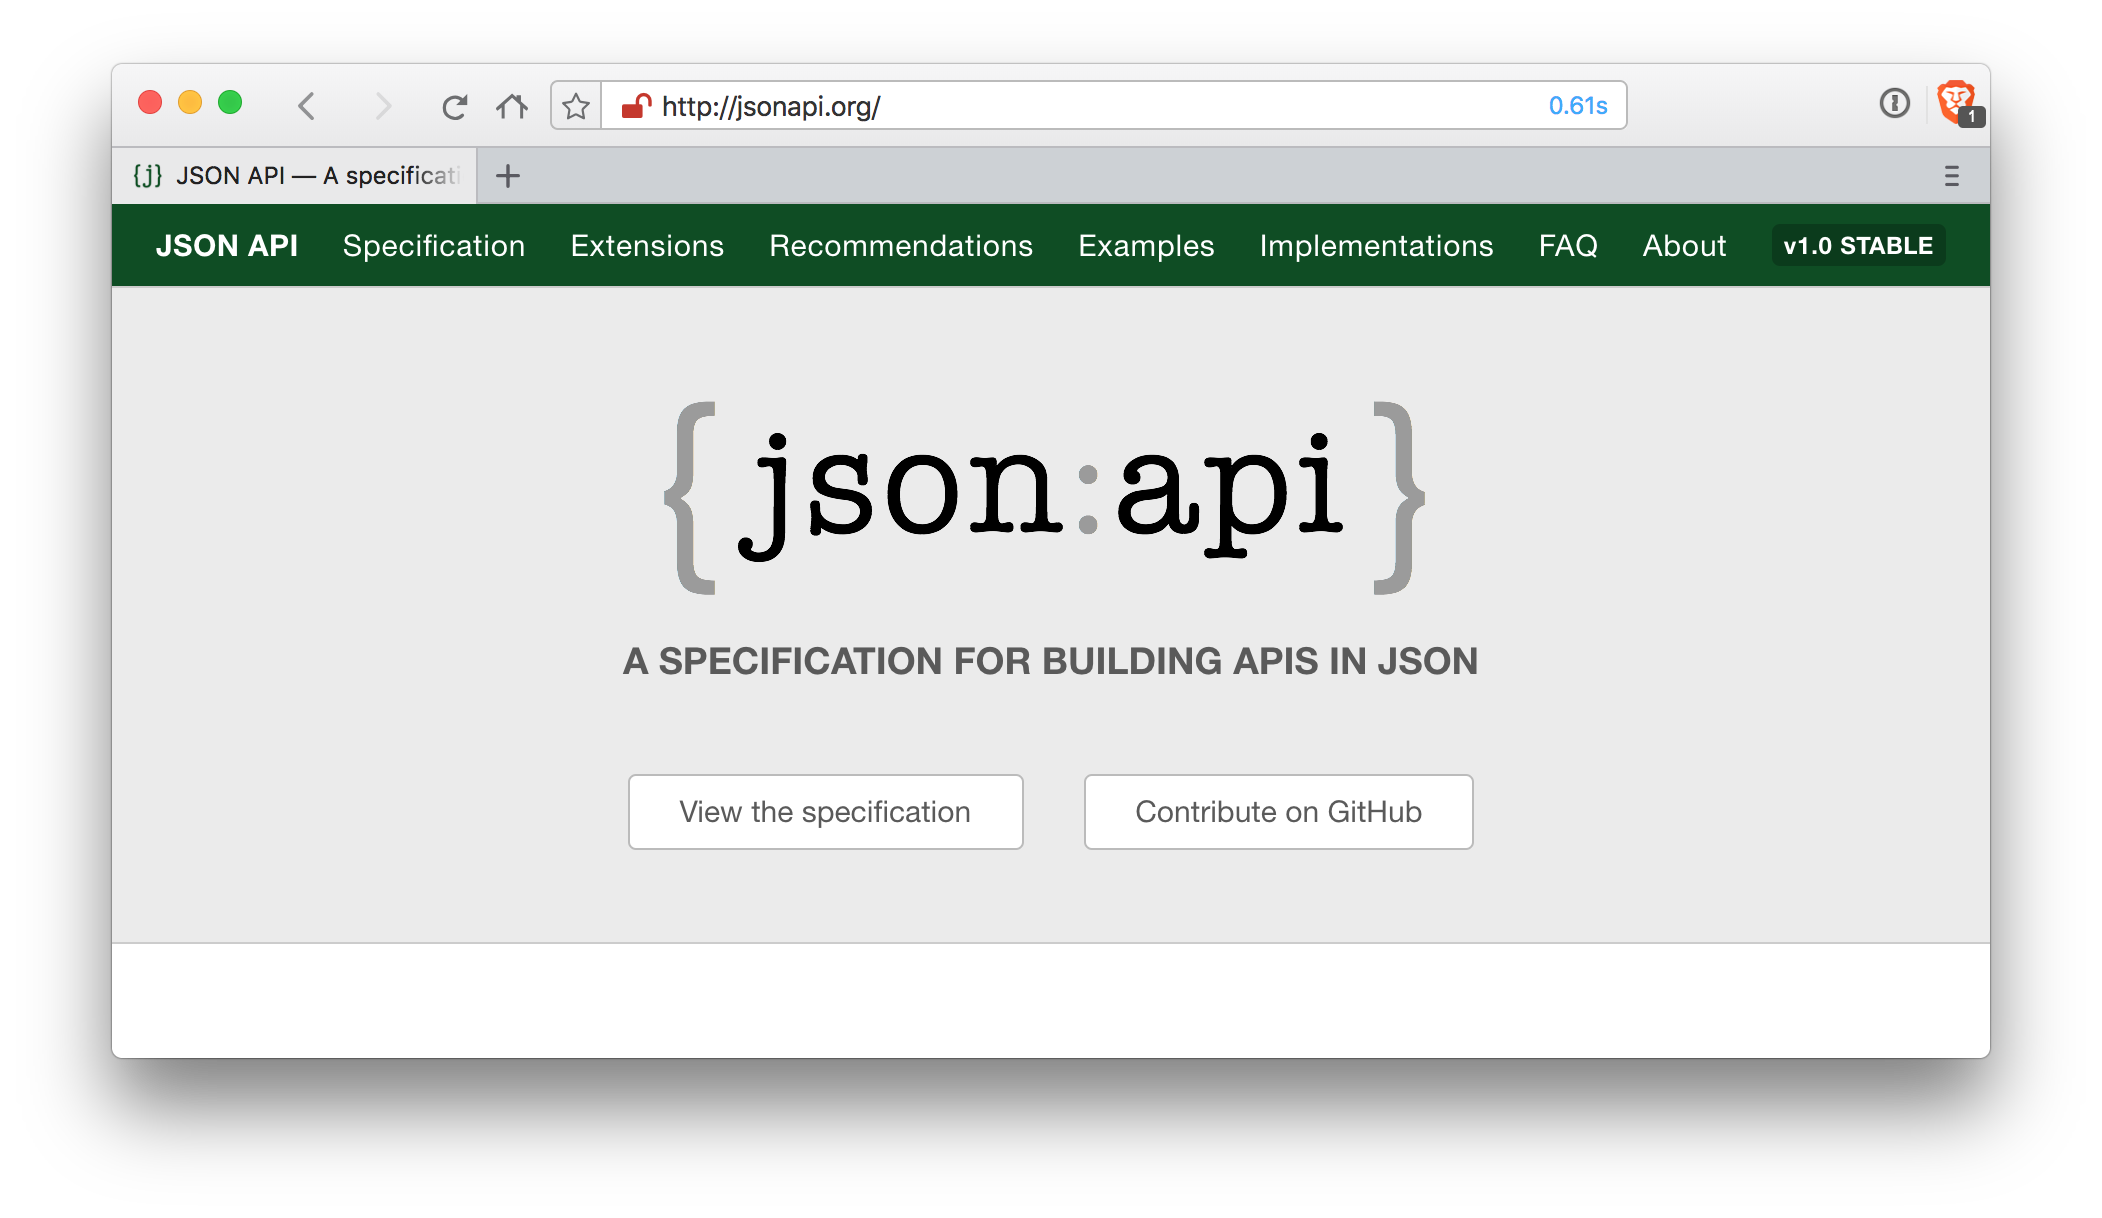 http://jsonapi.org/ 0.61s
1
{j} JSON API — A specificati
JSON API Specification Extensions Recommendations Examples Implementations FAQ About v1.0 STABLE
{ json:api }
A SPECIFICATION FOR BUILDING APIS IN JSON
View the specification Contribute on GitHub